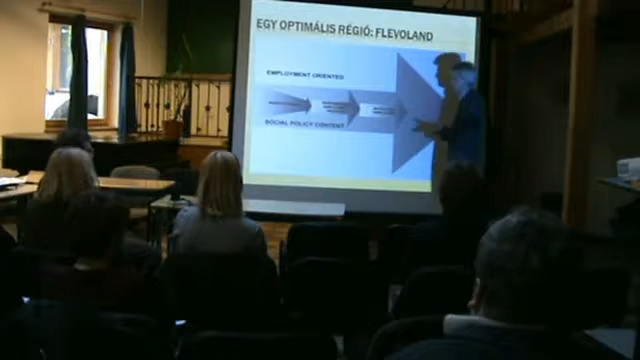 EGY OPTIMÁLIS RÉGIÓ: FLEVOLAND
EMPLOYMENT ORIENTED
SOCIAL POLICY CONTENT